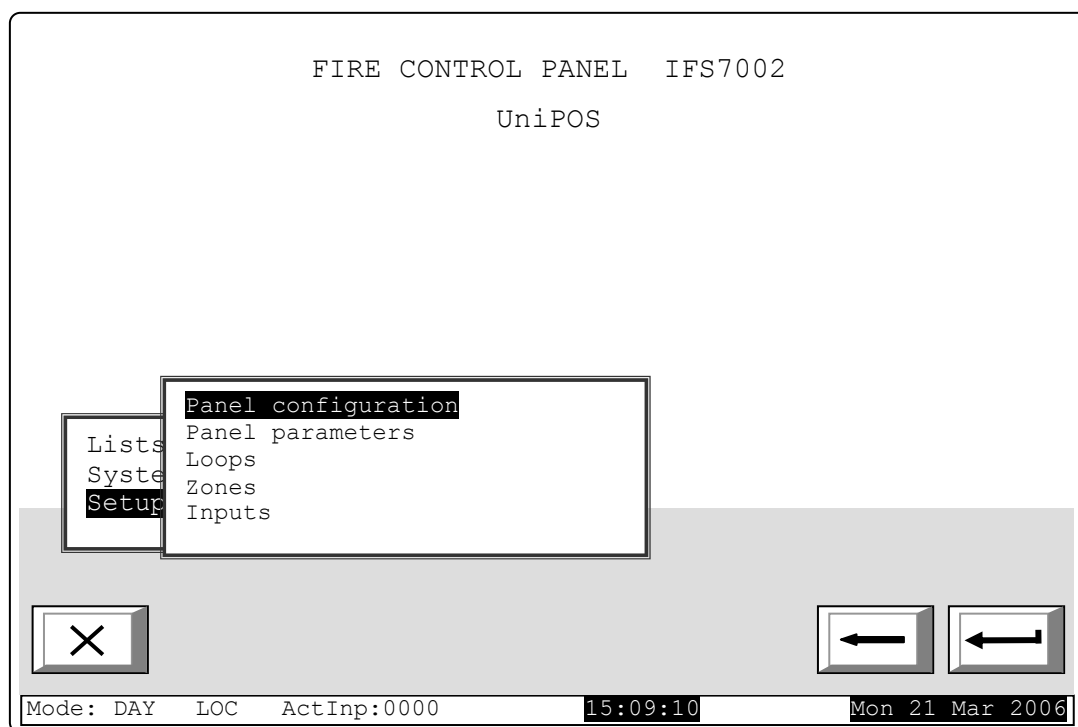 FIRE CONTROL PANEL IFS7002
UniPOS
Panel configuration
Panel parameters
Loops
Zones
Inputs
Lists
Syste
Setup
Mode: DAY LOC ActInp:0000 15:09:10 Mon 21 Mar 2006